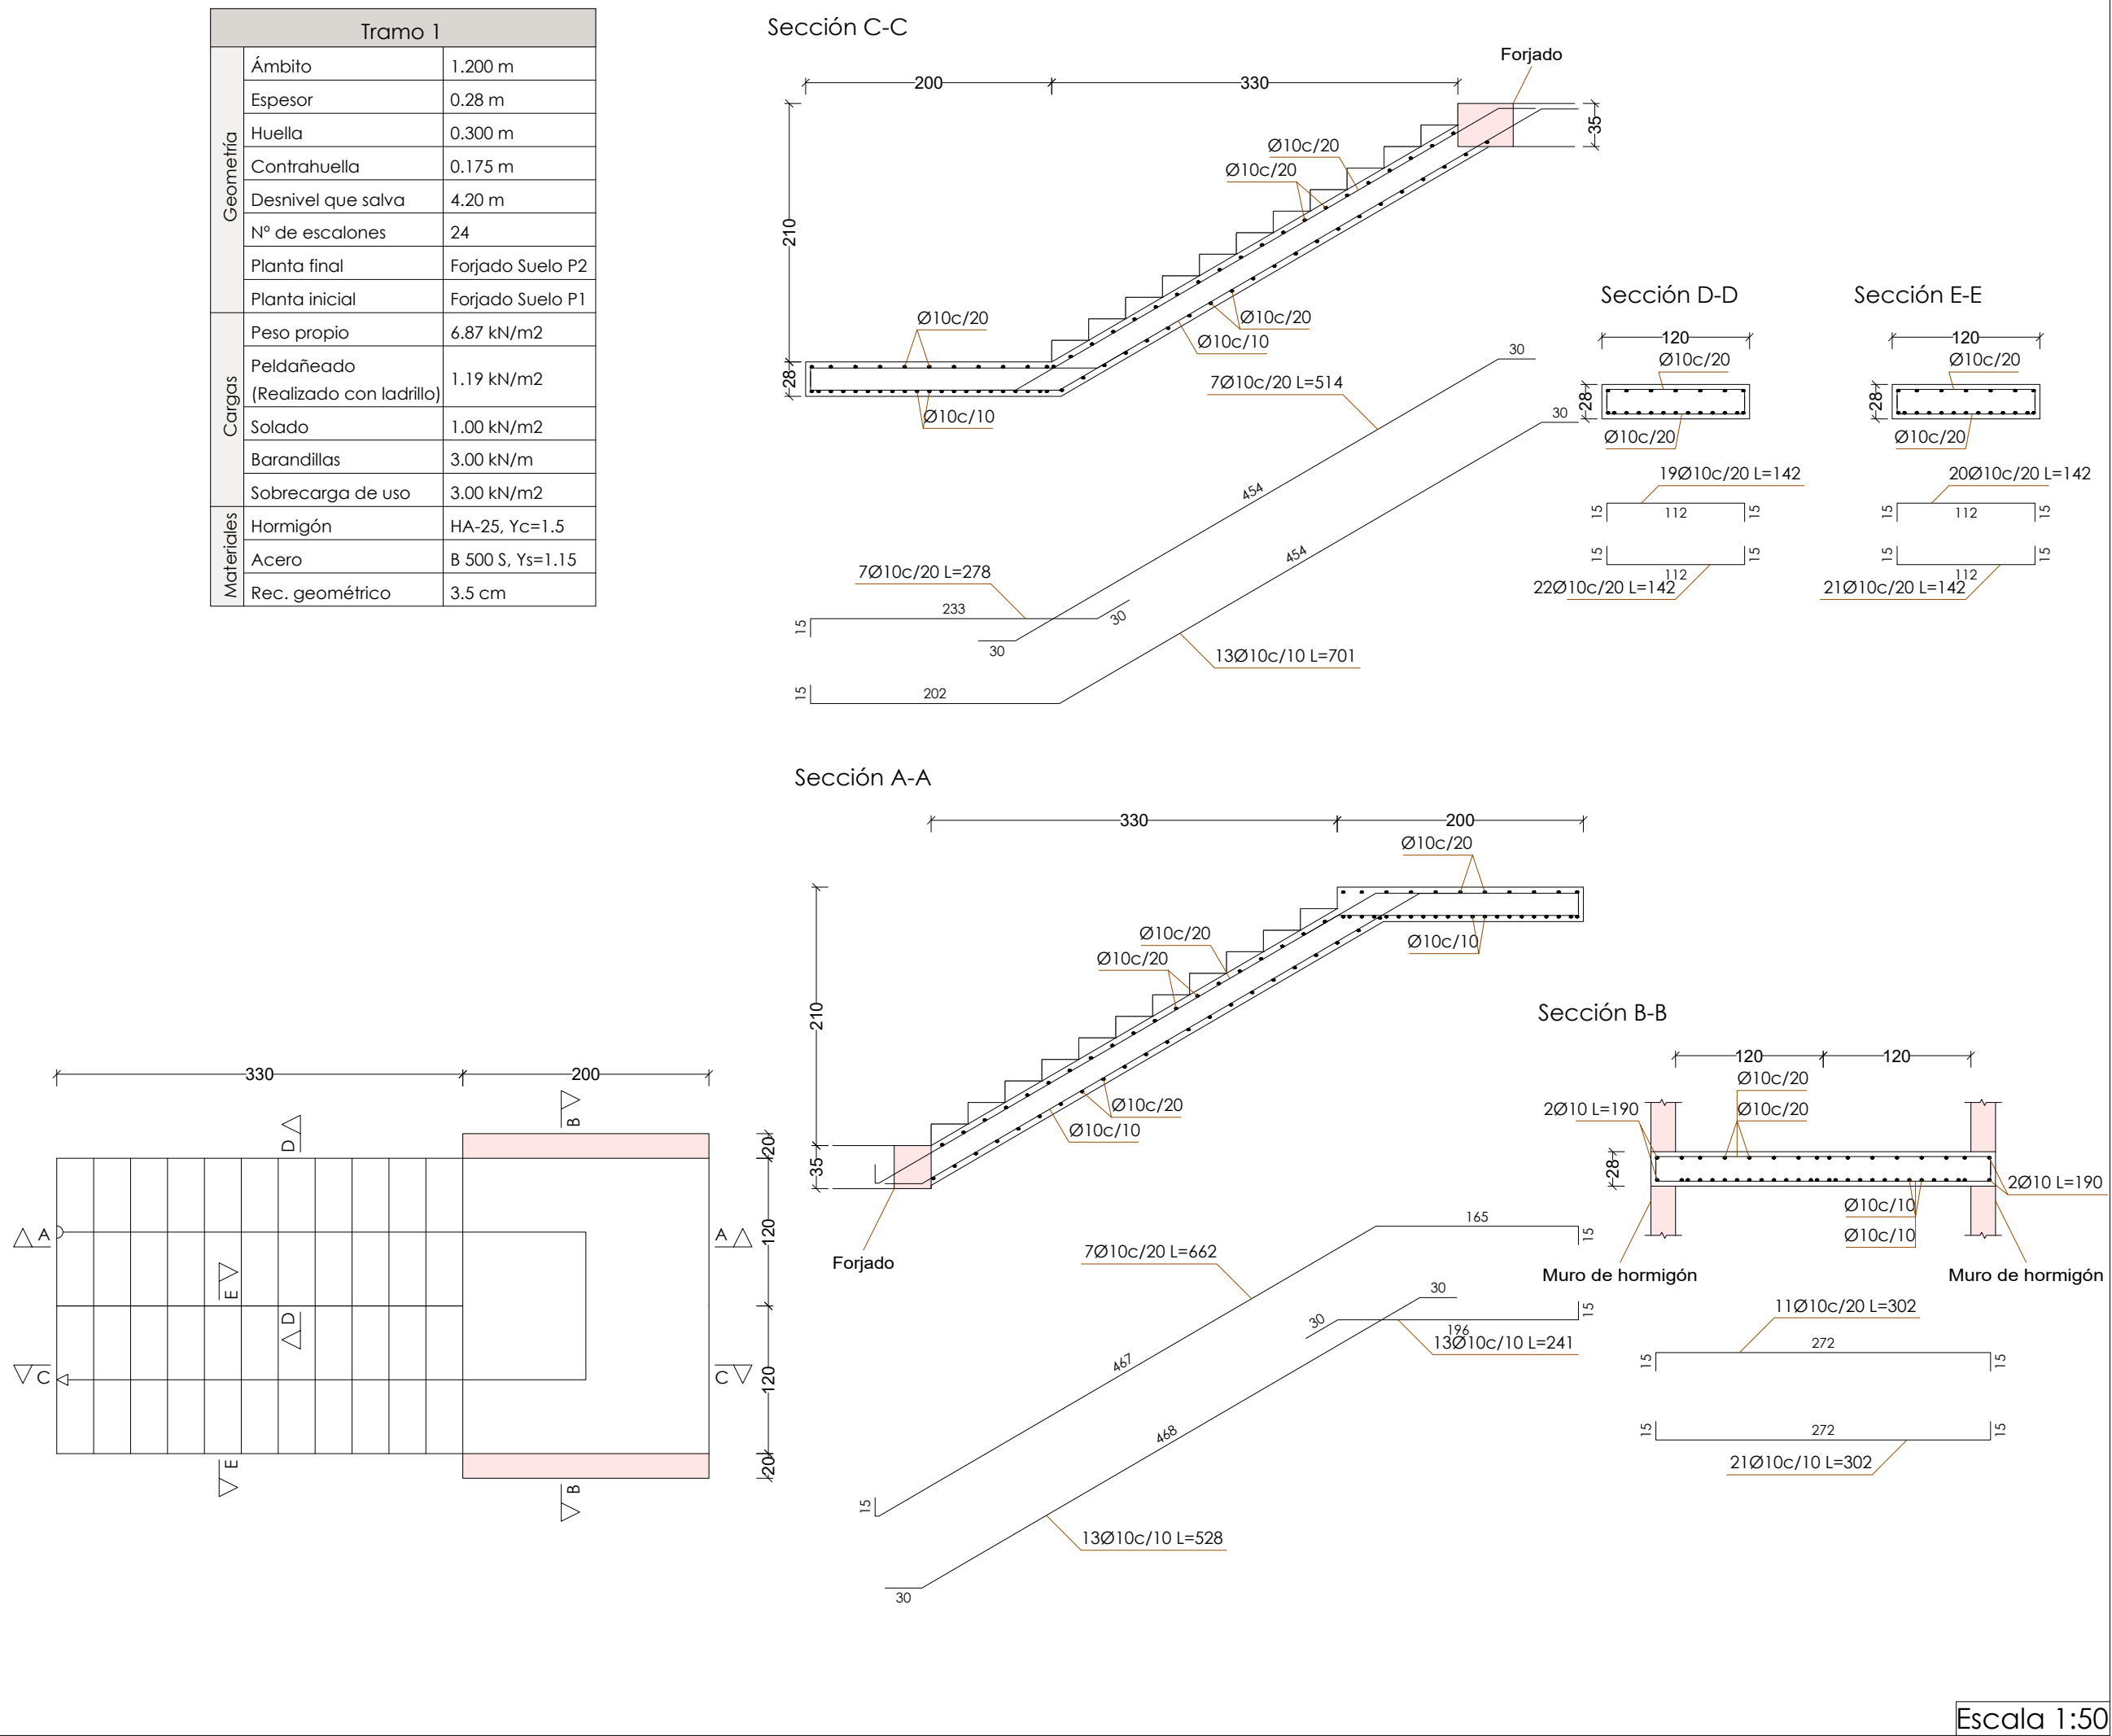 Tramo 1
Geometría
Ámbito 1.200 m
Espesor 0.28 m
Huella 0.300 m
Contrahuella 0.175 m
Desnivel que salva 4.20 m
Nº de escalones 24
Planta final Forjado Suelo P2
Planta inicial Forjado Suelo P1
Cargas
Peso propio 6.87 kN/m2
Peldañeado
(Realizado con ladrillo) 1.19 kN/m2
Solado 1.00 kN/m2
Barandillas 3.00 kN/m
Sobrecarga de uso 3.00 kN/m2
Materiales
Hormigón HA-25, Yc=1.5
Acero B 500 S, Ys=1.15
Rec. geométrico 3.5 cm
Sección C-C
Forjado
200
330
35
210
28
Ø10c/20
Ø10c/20
Ø10c/20
Ø10c/20
Ø10c/10
Ø10c/10
30
7Ø10c/20 L=514
30
454
454
7Ø10c/20 L=278
233
15
30
30
13Ø10c/10 L=701
15
202
Sección D-D
120
Ø10c/20
28
Ø10c/20
19Ø10c/20 L=142
15
112
15
15
112
15
22Ø10c/20 L=142
Sección E-E
120
Ø10c/20
28
Ø10c/20
20Ø10c/20 L=142
15
112
15
15
112
15
21Ø10c/20 L=142
Sección A-A
330
200
Ø10c/20
210
35
Ø10c/20
Ø10c/20
Ø10c/10
Ø10c/20
Ø10c/10
Forjado
165
15
7Ø10c/20 L=662
30
30
196
15
13Ø10c/10 L=241
467
468
15
13Ø10c/10 L=528
30
Sección B-B
120
120
Ø10c/20
2Ø10 L=190
Ø10c/20
28
2Ø10 L=190
Ø10c/10
Ø10c/10
Muro de hormigón
Muro de hormigón
11Ø10c/20 L=302
15
272
15
15
272
15
21Ø10c/10 L=302
330
200
B
D
20
A
A
120
E
D
C
C
120
E
B
20
Escala 1:50